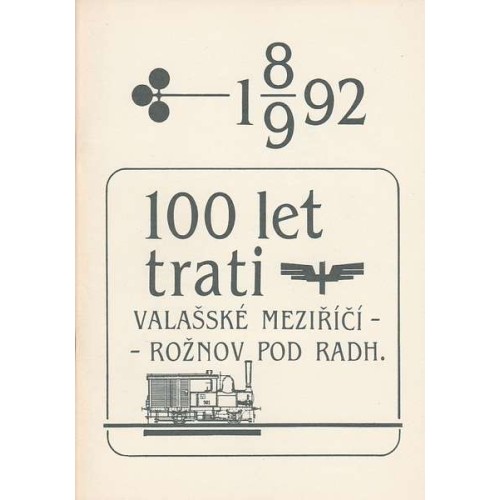 1 8/9 92
100 let
trati
VALAŠSKÉ MEZIŘÍČÍ -
- ROŽNOV POD RADH.